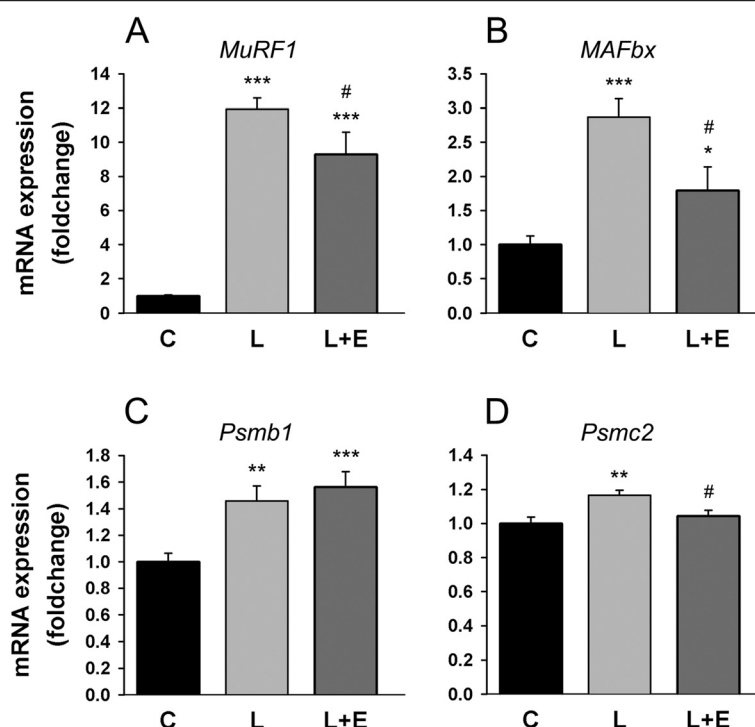 A
MuRF1
mRNA expression
(foldchange)
14
12
10
8
6
4
2
0
***
#
***
C L L+E
B
MAFbx
3.5
3.0
2.5
2.0
1.5
1.0
0.5
0.0
***
#
*
C L L+E
C
Psmb1
mRNA expression
(foldchange)
1.8
1.6
1.4
1.2
1.0
0.8
0.6
0.4
0.2
0.0
**
***
C L L+E
D
Psmc2
1.4
1.2
1.0
0.8
0.6
0.4
0.2
0.0
**
#
C L L+E